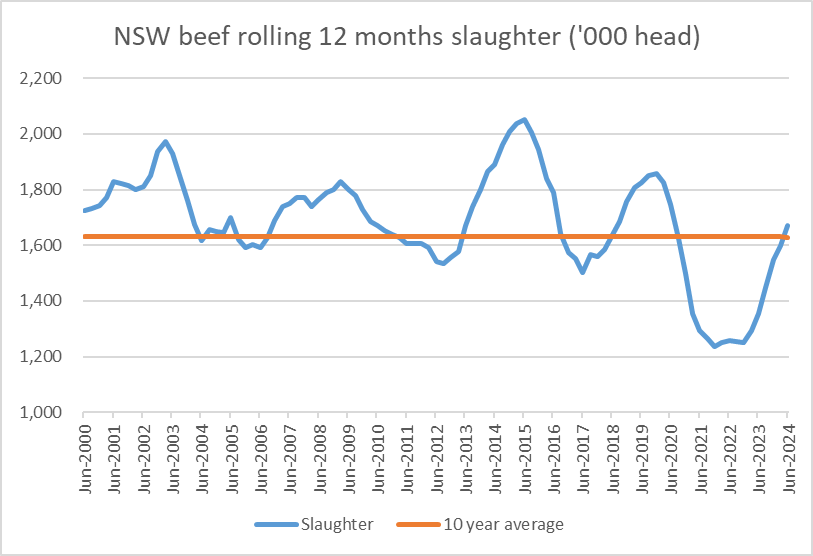 NSW beef rolling 12 months slaughter ('000 head)
2,200
2,000
1,800
1,600
1,400
1,200
1,000
Jun-2000
Jun-2001
Jun-2002
Jun-2003
Jun-2004
Jun-2005
Jun-2006
Jun-2007
Jun-2008
Jun-2009
Jun-2010
Jun-2011
Jun-2012
Jun-2013
Jun-2014
Jun-2015
Jun-2016
Jun-2017
Jun-2018
Jun-2019
Jun-2020
Jun-2021
Jun-2022
Jun-2023
Jun-2024
Slaughter
10 year average